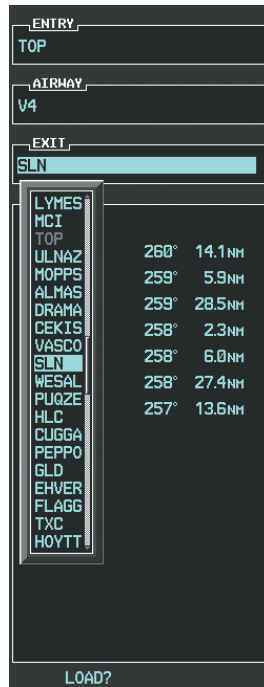 ENTRY
TOP
AIRWAY
V4
EXIT
SLN
LYMES
MCI
TOP
ULNAZ 260° 14.1NM
MOPPS 259° 5.9NM
ALMAS
DRAMA 259° 28.5NM
CEKIS 258° 2.3NM
VASCO
SLN 258° 6.0NM
WESAL 258° 27.4NM
PUQZE
HLC 257° 13.6NM
CUGGA
PEPPO
GLD
EHVER
FLAGG
TXC
HOYTT
LOAD?